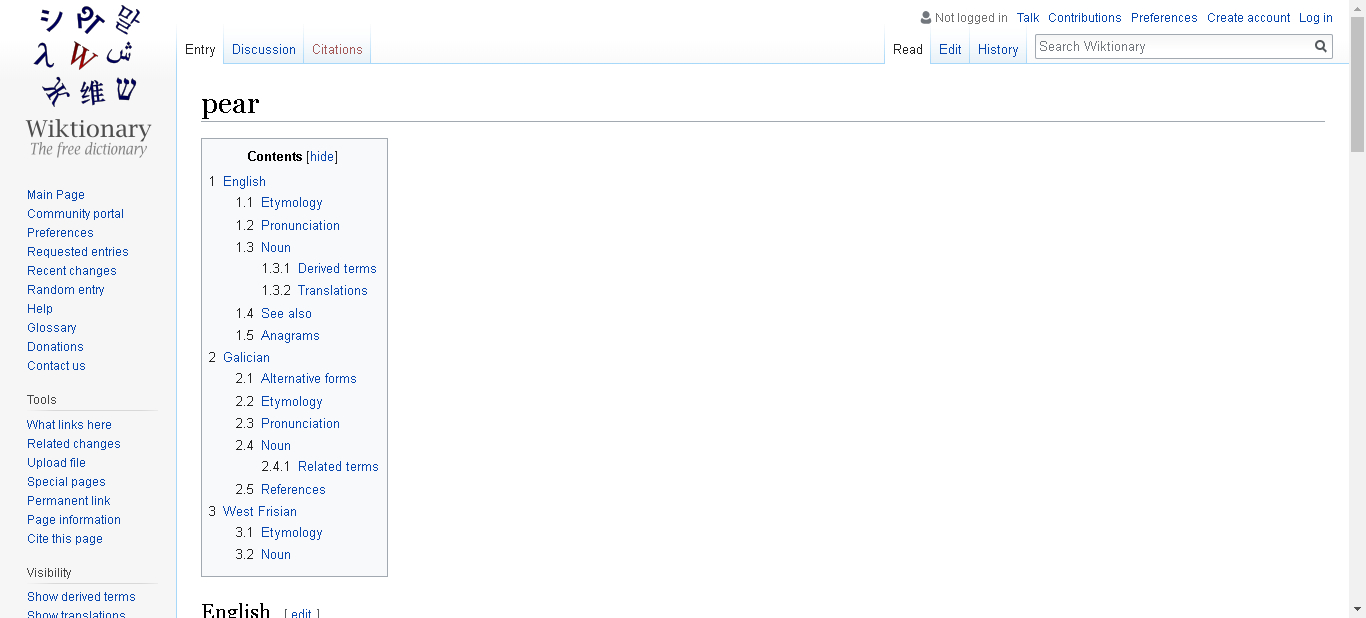 Wiktionary
The free dictionary
Not logged in Talk Contributions Preferences Create account Log in
Entry Discussion Citations Read Edit History Search Wiktionary
pear
Contents [hide]
1 English
1.1 Etymology
1.2 Pronunciation
1.3 Noun
1.3.1 Derived terms
1.3.2 Translations
1.4 See also
1.5 Anagrams
2 Galician
2.1 Alternative forms
2.2 Etymology
2.3 Pronunciation
2.4 Noun
2.4.1 Related terms
2.5 References
3 West Frisian
3.1 Etymology
3.2 Noun
English [ edit ]
Main Page
Community portal
Preferences
Requested entries
Recent changes
Random entry
Help
Glossary
Donations
Contact us
Tools
What links here
Related changes
Upload file
Special pages
Permanent link
Page information
Cite this page
Visibility
Show derived terms
Show translations